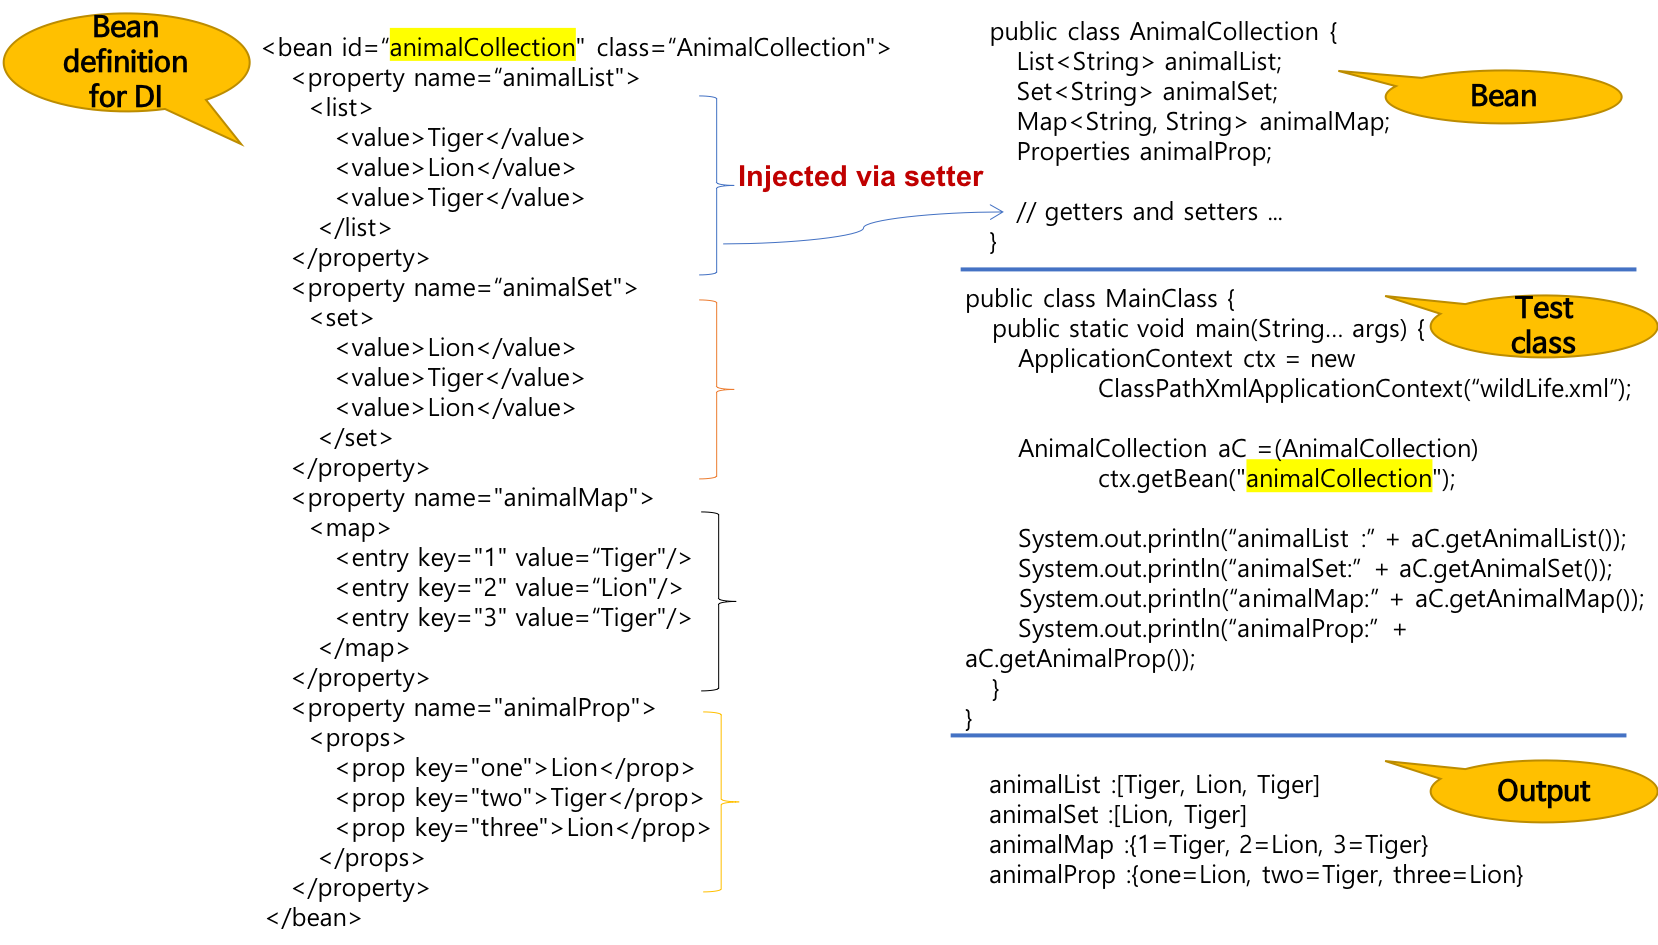 Bean
definition
for DI
<bean id=“animalCollection" class=“AnimalCollection">
<property name=“animalList">
<list>
<value>Tiger</value>
<value>Lion</value>
<value>Tiger</value>
</list>
</property>
<property name=“animalSet">
<set>
<value>Lion</value>
<value>Tiger</value>
<value>Lion</value>
</set>
</property>
<property name="animalMap">
<map>
<entry key="1" value=“Tiger"/>
<entry key="2" value=“Lion"/>
<entry key="3" value=“Tiger"/>
</map>
</property>
<property name="animalProp">
<props>
<prop key="one">Lion</prop>
<prop key="two">Tiger</prop>
<prop key="three">Lion</prop>
</props>
</property>
</bean>
Injected via setter
public class AnimalCollection {
List<String> animalList;
Set<String> animalSet;
Map<String, String> animalMap;
Properties animalProp;
// getters and setters ...
}
Bean
public class MainClass {
public static void main(String... args) {
ApplicationContext ctx = new
ClassPathXmlApplicationContext(“wildLife.xml”);
AnimalCollection aC =(AnimalCollection)
ctx.getBean("animalCollection");
System.out.println(“animalList :” + aC.getAnimalList());
System.out.println(“animalSet:” + aC.getAnimalSet());
System.out.println(“animalMap:” + aC.getAnimalMap());
System.out.println(“animalProp:” +
aC.getAnimalProp());
}
}
Test
class
animalList :[Tiger, Lion, Tiger]
animalSet :[Lion, Tiger]
animalMap :{1=Tiger, 2=Lion, 3=Tiger}
animalProp :{one=Lion, two=Tiger, three=Lion}
Output